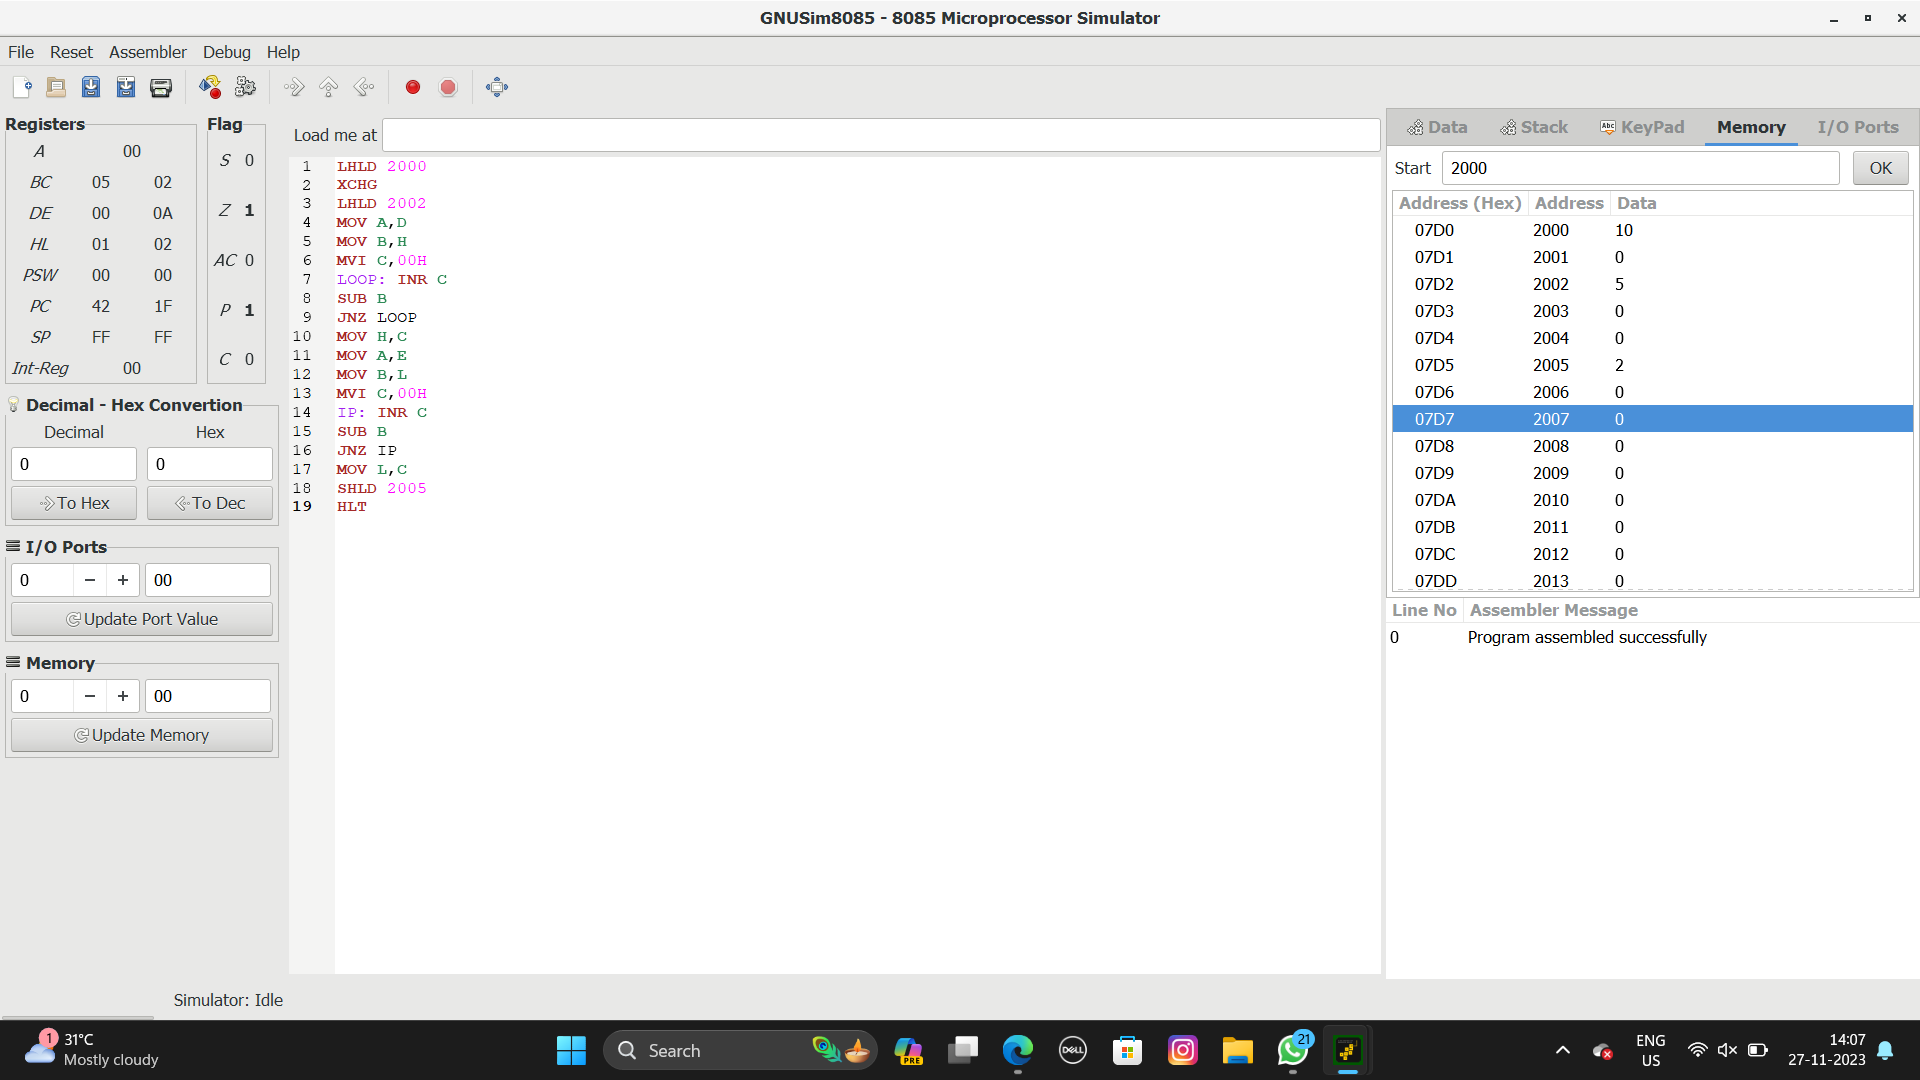 GNUSim8085 - 8085 Microprocessor Simulator
File Reset Assembler Debug Help
Registers
A 00
BC 05 02
DE 00 0A
HL 01 02
PSW 00 00
PC 42 1F
SP FF FF
Int-Reg 00
Flag
S 0
Z 1
AC 0
P 1
C 0
Decimal - Hex Convertion
Decimal Hex
0 0
To Hex To Dec
I/O Ports
0 − + 00
Update Port Value
Memory
0 − + 00
Update Memory
Load me at
1 LHLD 2000
2 XCHG
3 LHLD 2002
4 MOV A,D
5 MOV B,H
6 MVI C,00H
7 LOOP: INR C
8 SUB B
9 JNZ LOOP
10 MOV H,C
11 MOV A,E
12 MOV B,L
13 MVI C,00H
14 IP: INR C
15 SUB B
16 JNZ IP
17 MOV L,C
18 SHLD 2005
19 HLT
Data Stack Abc KeyPad Memory I/O Ports
Start 2000 OK
Address (Hex) Address Data
07D0 2000 10
07D1 2001 0
07D2 2002 5
07D3 2003 0
07D4 2004 0
07D5 2005 2
07D6 2006 0
07D7 2007 0
07D8 2008 0
07D9 2009 0
07DA 2010 0
07DB 2011 0
07DC 2012 0
07DD 2013 0
Line No Assembler Message
0 Program assembled successfully
Simulator: Idle
1 31°C
Mostly cloudy
Search
PRE
DELL
21
ENG
US
14:07
27-11-2023